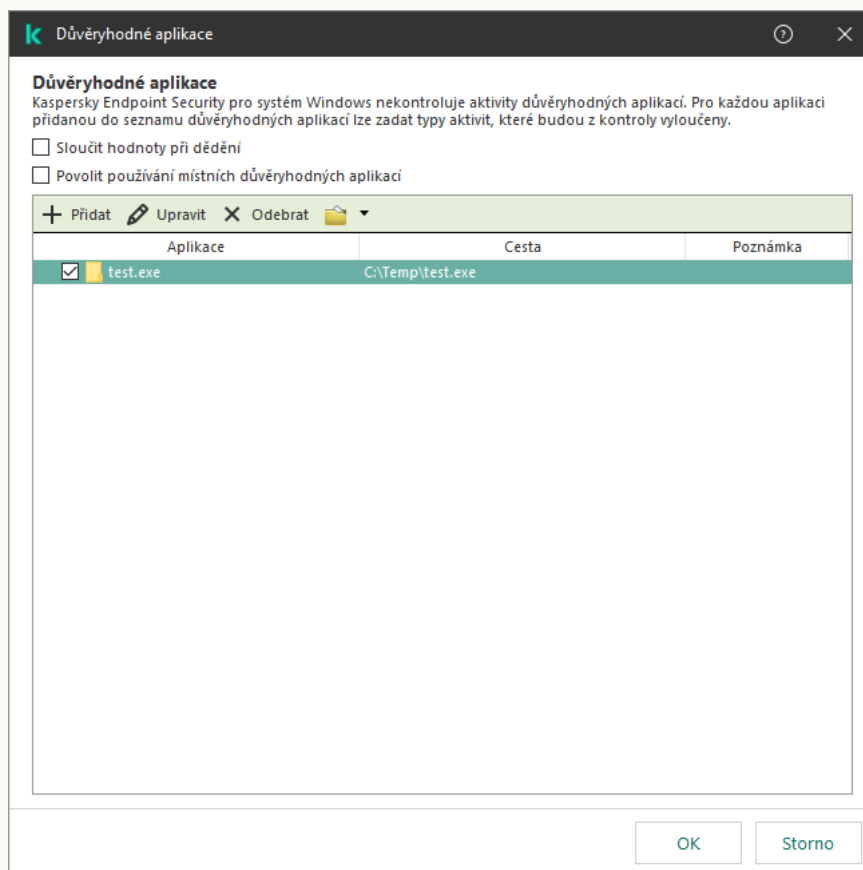 Důvěryhodné aplikace
Důvěryhodné aplikace
Kaspersky Endpoint Security pro systém Windows nekontroluje aktivity důvěryhodných aplikací. Pro každou aplikaci
přidanou do seznamu důvěryhodných aplikací lze zadat typy aktivit, které budou z kontroly vyloučeny.
Sloučit hodnoty při dědění
Povolit používání místních důvěryhodných aplikací
Přidat Upravit Odebrat
Aplikace Cesta Poznámka
test.exe C:\Temp\test.exe
OK Storno